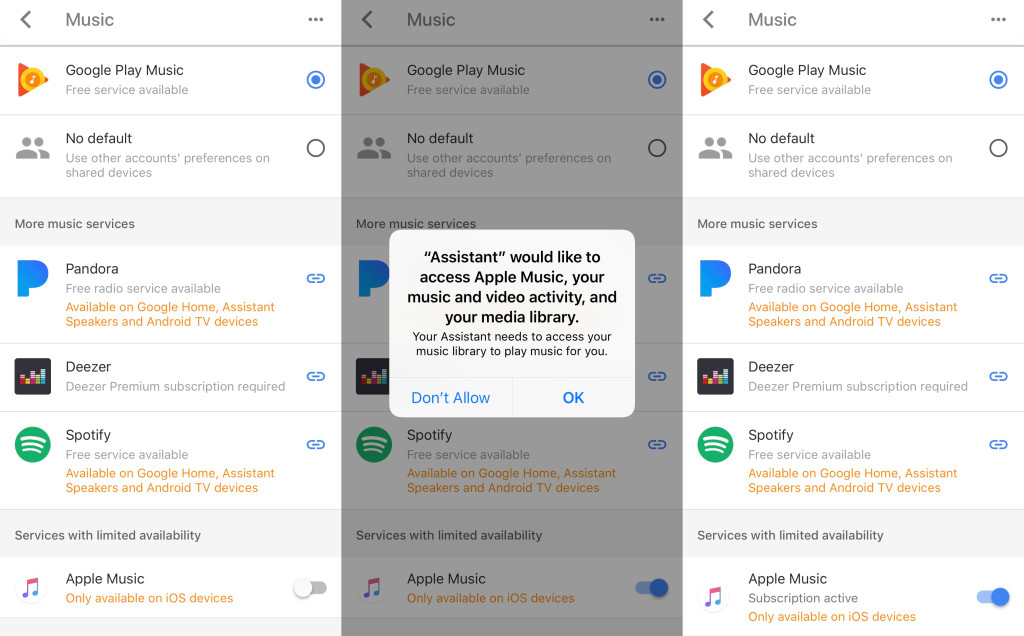 Music
Google Play Music
Free service available
No default
Use other accounts' preferences on
shared devices
More music services
Pandora
Free radio service available
Available on Google Home, Assistant
Speakers and Android TV devices
Deezer
Deezer Premium subscription required
Spotify
Free service available
Available on Google Home, Assistant
Speakers and Android TV devices
Services with limited availability
Apple Music
Only available on iOS devices
Music
Google Play Music
Free service available
No default
Use other accounts' preferences on
shared devices
More music services
“Assistant” would like to
access Apple Music, your
music and video activity, and
your media library.
Your Assistant needs to access your
music library to play music for you.
Don’t Allow
OK
Spotify
Free service available
Available on Google Home, Assistant
Speakers and Android TV devices
Services with limited availability
Apple Music
Only available on iOS devices
Music
Google Play Music
Free service available
No default
Use other accounts' preferences on
shared devices
More music services
Pandora
Free radio service available
Available on Google Home, Assistant
Speakers and Android TV devices
Deezer
Deezer Premium subscription required
Spotify
Free service available
Available on Google Home, Assistant
Speakers and Android TV devices
Services with limited availability
Apple Music
Subscription active
Only available on iOS devices